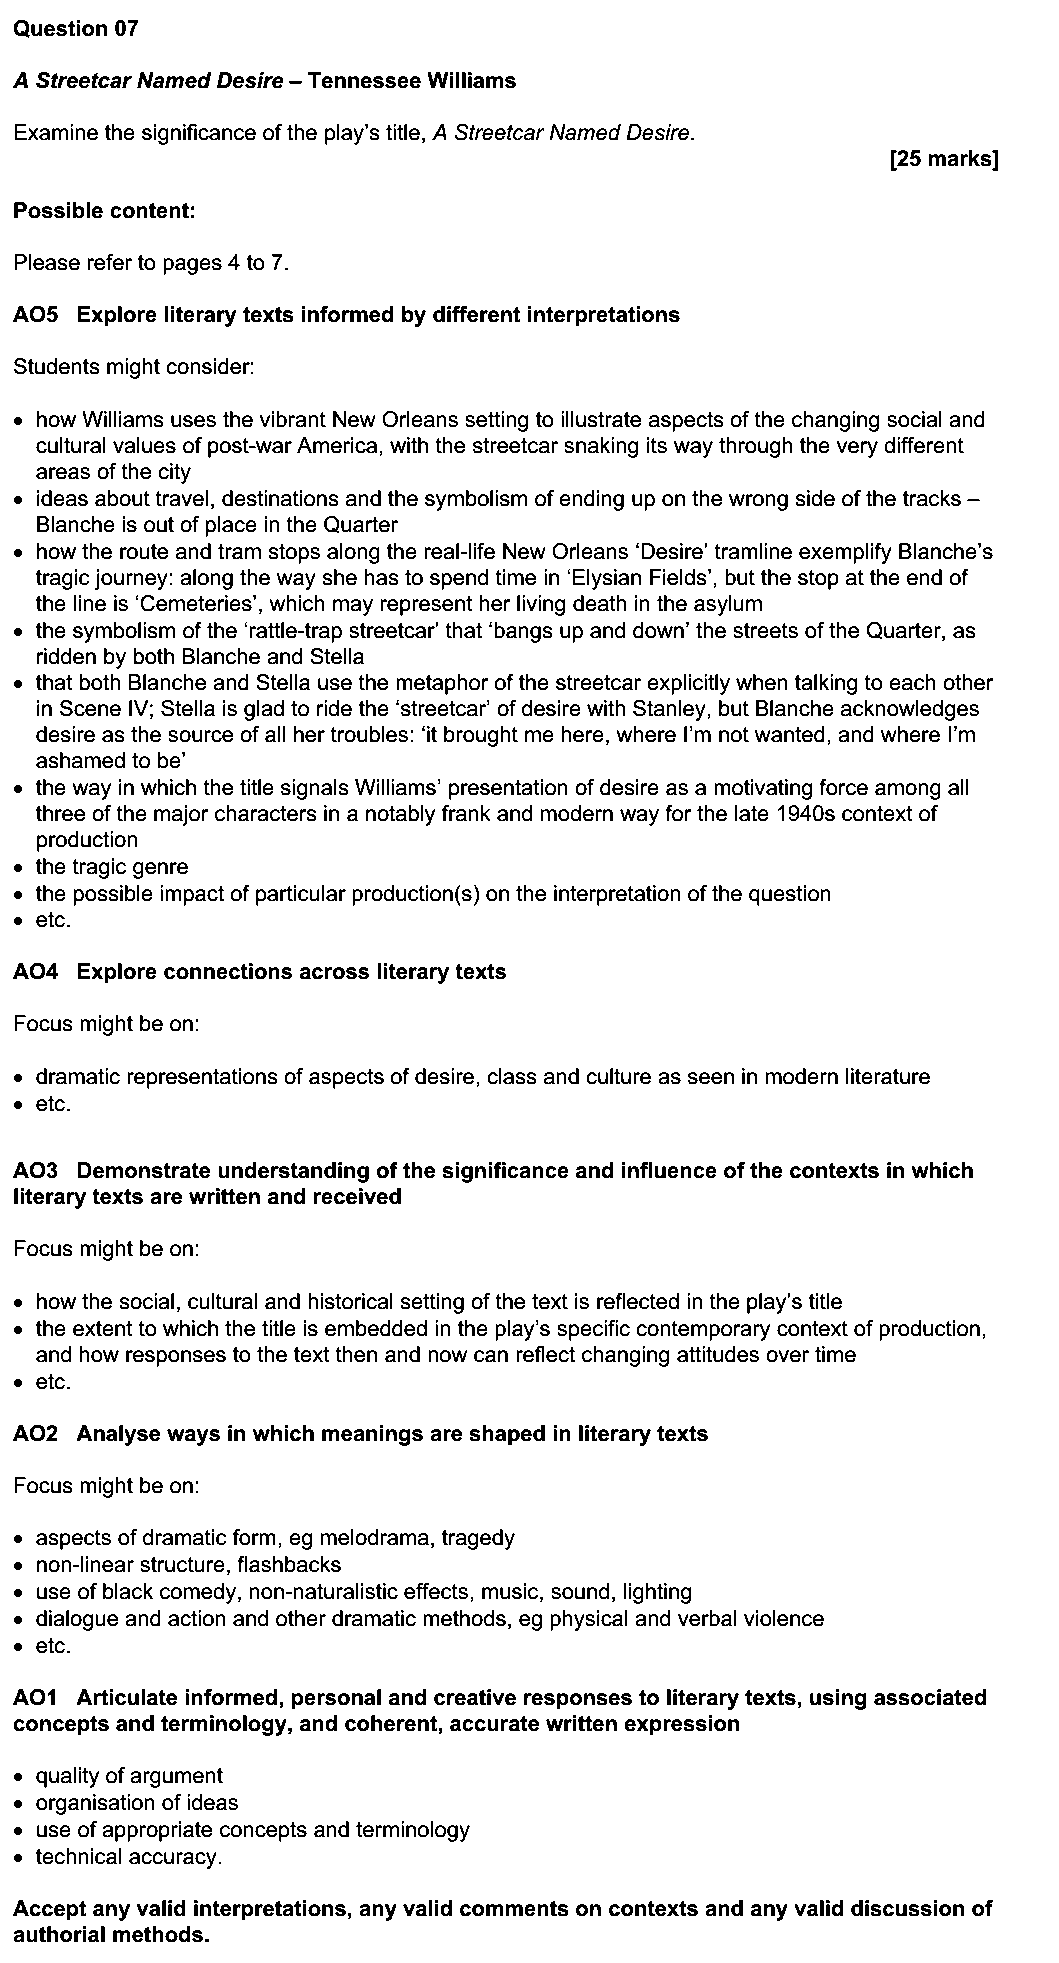 Question 07
A Streetcar Named Desire – Tennessee Williams
Examine the significance of the play’s title, A Streetcar Named Desire.
[25 marks]
Possible content:
Please refer to pages 4 to 7.
AO5 Explore literary texts informed by different interpretations
Students might consider:
• how Williams uses the vibrant New Orleans setting to illustrate aspects of the changing social and
cultural values of post-war America, with the streetcar snaking its way through the very different
areas of the city
• ideas about travel, destinations and the symbolism of ending up on the wrong side of the tracks –
Blanche is out of place in the Quarter
• how the route and tram stops along the real-life New Orleans ‘Desire’ tramline exemplify Blanche’s
tragic journey: along the way she has to spend time in ‘Elysian Fields’, but the stop at the end of
the line is ‘Cemeteries’, which may represent her living death in the asylum
• the symbolism of the ‘rattle-trap streetcar’ that ‘bangs up and down’ the streets of the Quarter, as
ridden by both Blanche and Stella
• that both Blanche and Stella use the metaphor of the streetcar explicitly when talking to each other
in Scene IV; Stella is glad to ride the ‘streetcar’ of desire with Stanley, but Blanche acknowledges
desire as the source of all her troubles: ‘it brought me here, where I’m not wanted, and where I’m
ashamed to be’
• the way in which the title signals Williams’ presentation of desire as a motivating force among all
three of the major characters in a notably frank and modern way for the late 1940s context of
production
• the tragic genre
• the possible impact of particular production(s) on the interpretation of the question
• etc.
AO4 Explore connections across literary texts
Focus might be on:
• dramatic representations of aspects of desire, class and culture as seen in modern literature
• etc.
AO3 Demonstrate understanding of the significance and influence of the contexts in which
literary texts are written and received
Focus might be on:
• how the social, cultural and historical setting of the text is reflected in the play’s title
• the extent to which the title is embedded in the play’s specific contemporary context of production,
and how responses to the text then and now can reflect changing attitudes over time
• etc.
AO2 Analyse ways in which meanings are shaped in literary texts
Focus might be on:
• aspects of dramatic form, eg melodrama, tragedy
• non-linear structure, flashbacks
• use of black comedy, non-naturalistic effects, music, sound, lighting
• dialogue and action and other dramatic methods, eg physical and verbal violence
• etc.
AO1 Articulate informed, personal and creative responses to literary texts, using associated
concepts and terminology, and coherent, accurate written expression
• quality of argument
• organisation of ideas
• use of appropriate concepts and terminology
• technical accuracy.
Accept any valid interpretations, any valid comments on contexts and any valid discussion of
authorial methods.